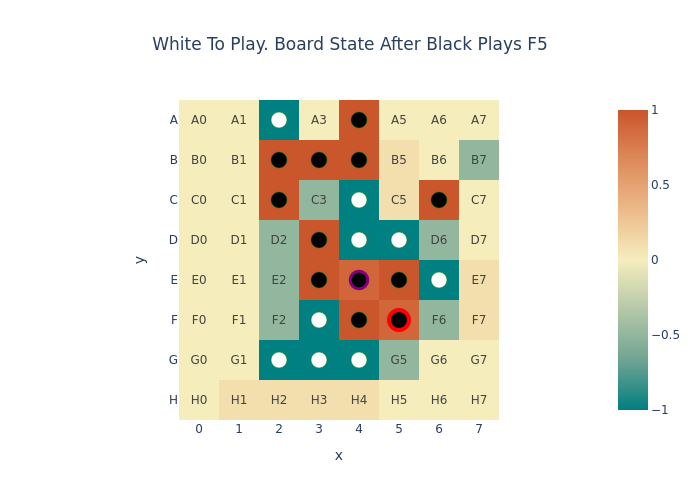 White To Play. Board State After Black Plays F5
A A0 A1 A3 A5 A6 A7
B B0 B1 B5 B6 B7
C C0 C1 C3 C5 C7
D D0 D1 D2 D6 D7
E E0 E1 E2 E7
F F0 F1 F2 F6 F7
G G0 G1 G5 G6 G7
H H0 H1 H2 H3 H4 H5 H6 H7
0 1 2 3 4 5 6 7
x
y
1
0.5
0
−0.5
−1